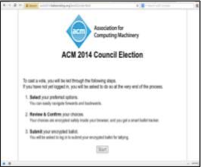 acm
Association for
Computing Machinery
ACM 2014 Council Election
To cast a vote, you will be led through the following steps.
If you have not yet logged in, you will be asked to do so at the very end of the process.
1. Select your preferred options.
You can easily navigate forwards and backwards.
2. Review & Confirm your choices.
Your choices are encrypted safely inside your browser, and you get a smart ballot tracker.
3. Submit your encrypted ballot.
You will be asked to log in to submit your encrypted ballot for tallying.
Start